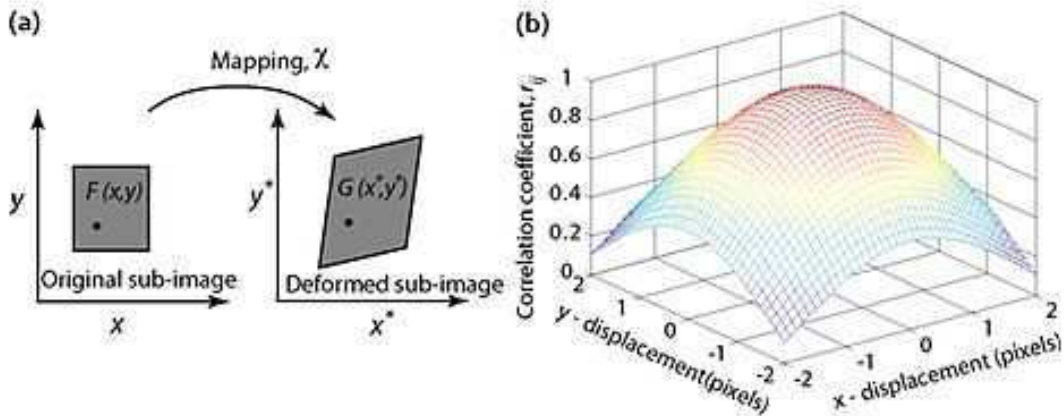 (a)
Mapping, χ
y
F(x,y)
Original sub-image
x
y*
G(x*,y*)
Deformed sub-image
x*
(b)
Correlation coefficient, rij
1
0.8
0.6
0.4
0.2
0
2
1
0
-1
-2
y - displacement(pixels)
-2
-1
0
1
2
x - displacement (pixels)